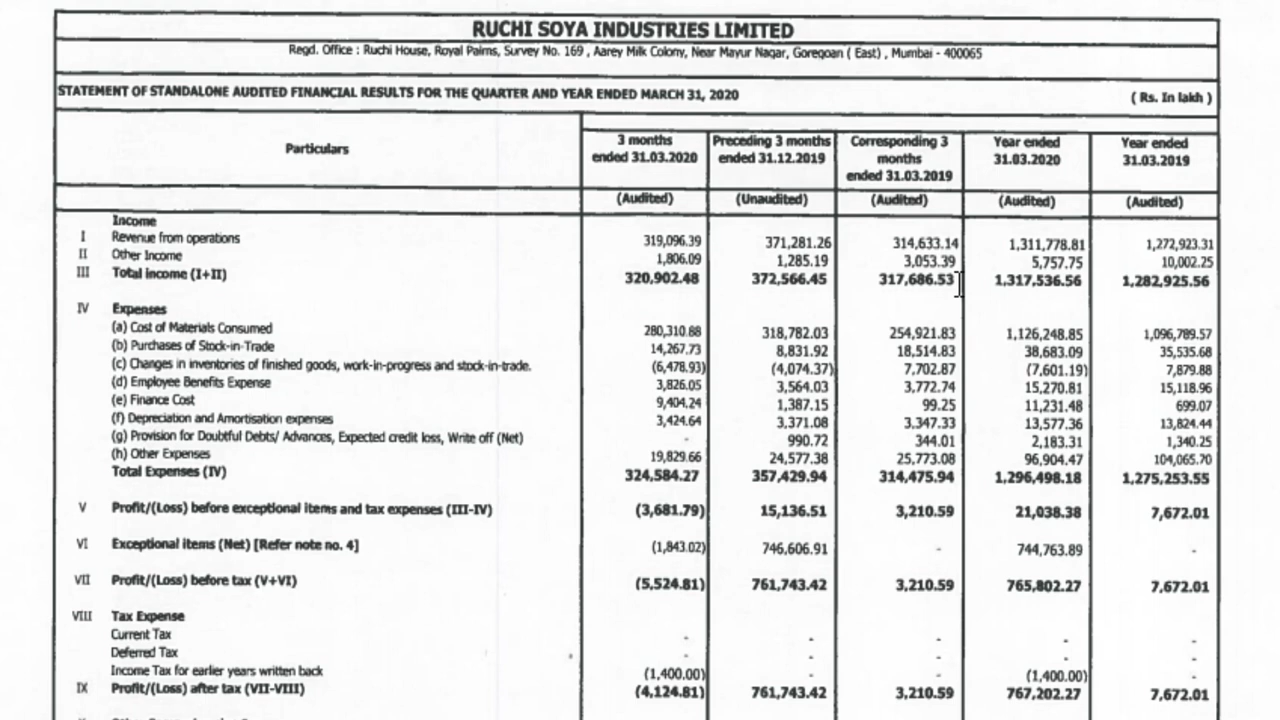 RUCHI SOYA INDUSTRIES LIMITED
Regd. Office : Ruchi House, Royal Palms, Survey No. 169 , Aarey Milk Colony, Near Mayur Nagar, Goregoan ( East) , Mumbai - 400065
STATEMENT OF STANDALONE AUDITED FINANCIAL RESULTS FOR THE QUARTER AND YEAR ENDED MARCH 31, 2020 ( Rs. In lakh )
Particulars
3 months ended 31.03.2020 Preceding 3 months ended 31.12.2019 Corresponding 3 months ended 31.03.2019 Year ended 31.03.2020 Year ended 31.03.2019
(Audited) (Unaudited) (Audited) (Audited) (Audited)
Income
I Revenue from operations 319,096.39 371,281.26 314,633.14 1,311,778.81 1,272,923.31
II Other Income 1,806.09 1,285.19 3,053.39 5,757.75 10,002.25
III Total income (I+II) 320,902.48 372,566.45 317,686.53 1,317,536.56 1,282,925.56
IV Expenses
(a) Cost of Materials Consumed 280,310.88 318,782.03 254,921.83 1,126,248.85 1,096,789.57
(b) Purchases of Stock-in-Trade 14,267.73 8,831.92 18,514.83 38,683.09 35,535.68
(c) Changes in inventories of finished goods, work-in-progress and stock-in-trade. (6,478.93) (4,074.37) 7,702.87 (7,601.19) 7,879.88
(d) Employee Benefits Expense 3,826.05 3,564.03 3,772.74 15,270.81 15,118.96
(e) Finance Cost 9,404.24 1,387.15 99.25 11,231.48 699.07
(f) Depreciation and Amortisation expenses 3,424.64 3,371.08 3,347.33 13,577.36 13,824.44
(g) Provision for Doubtful Debts/ Advances, Expected credit loss, Write off (Net) - 990.72 344.01 2,183.31 1,340.25
(h) Other Expenses 19,829.66 24,577.38 25,773.08 96,904.47 104,065.70
Total Expenses (IV) 324,584.27 357,429.94 314,475.94 1,296,498.18 1,275,253.55
V Profit/(Loss) before exceptional items and tax expenses (III-IV) (3,681.79) 15,136.51 3,210.59 21,038.38 7,672.01
VI Exceptional items (Net) [Refer note no. 4] (1,843.02) 746,606.91 - 744,763.89 -
VII Profit/(Loss) before tax (V+VI) (5,524.81) 761,743.42 3,210.59 765,802.27 7,672.01
VIII Tax Expense
Current Tax - - - - -
Deferred Tax - - - - -
Income Tax for earlier years written back (1,400.00) - - (1,400.00) -
IX Profit/(Loss) after tax (VII-VIII) (4,124.81) 761,743.42 3,210.59 767,202.27 7,672.01